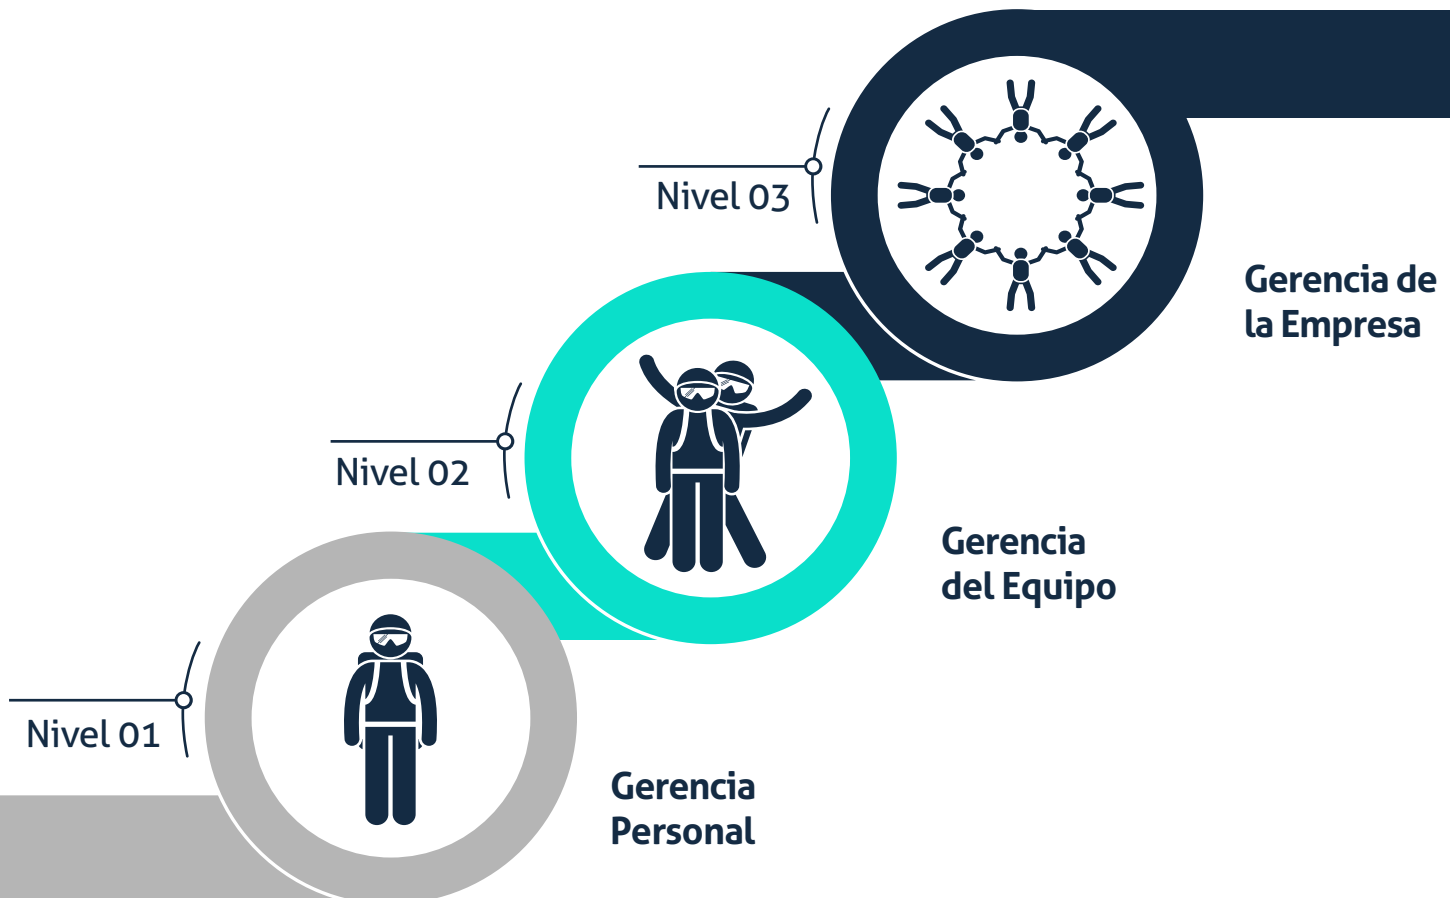 Nivel 03
Gerencia de
la Empresa
Nivel 02
Gerencia
del Equipo
Nivel 01
Gerencia
Personal